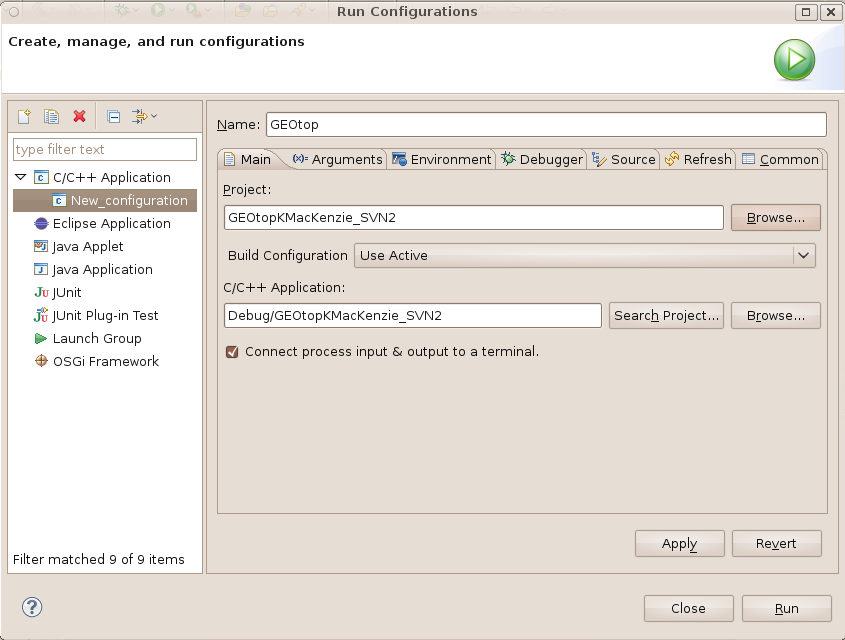 Run Configurations
Create, manage, and run configurations
type filter text
C/C++ Application
New_configuration
Eclipse Application
Java Applet
Java Application
JUnit
JUnit Plug-in Test
Launch Group
OSGi Framework
Filter matched 9 of 9 items
Name: GEOtop
Main (x)= Arguments Environment Debugger Source Refresh Common
Project:
GEOtopKMacKenzie_SVN2 Browse...
Build Configuration Use Active
C/C++ Application:
Debug/GEOtopKMacKenzie_SVN2 Search Project... Browse...
Connect process input & output to a terminal.
Apply Revert
? Close Run